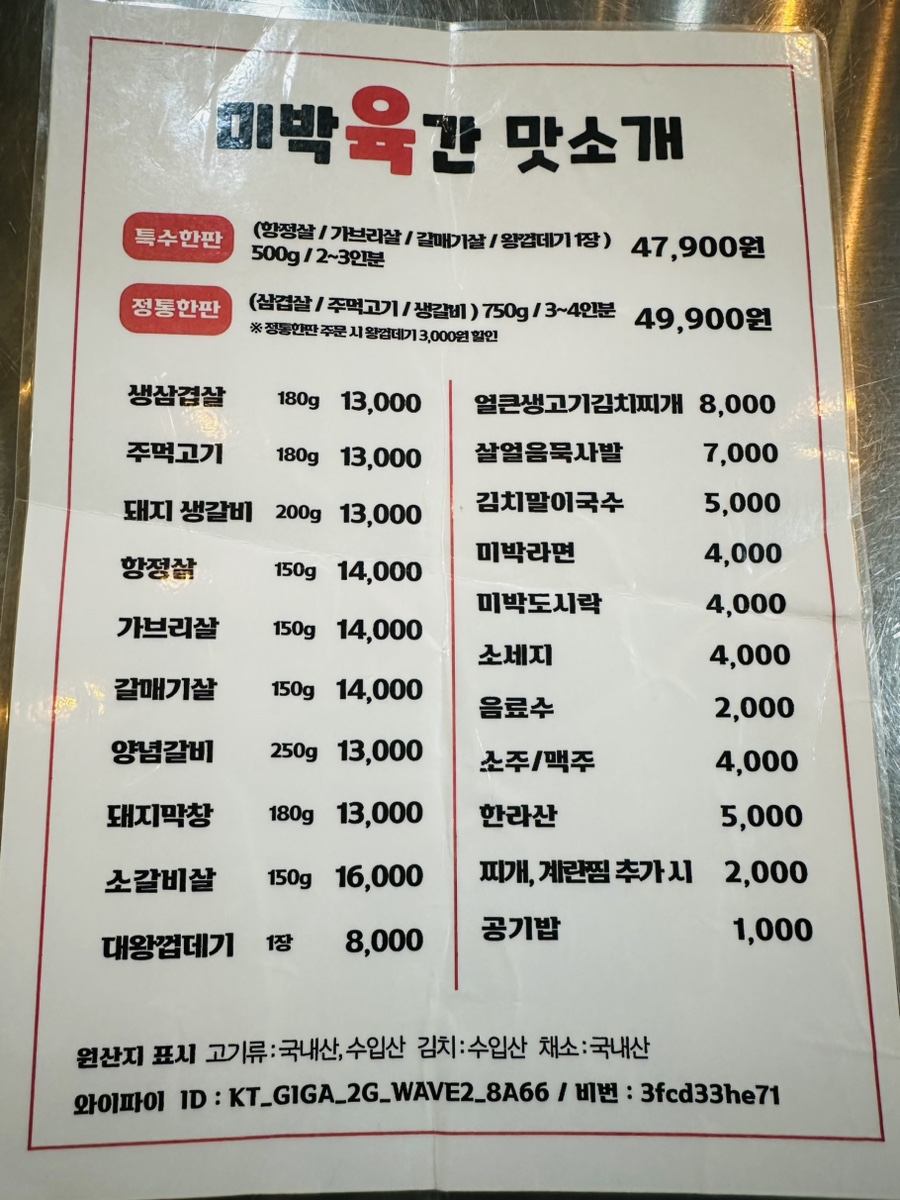 미박육간 맛소개
특수한판 (항정살 / 가브리살 / 갈매기살 / 왕껍데기 1장 ) 47,900원
500g / 2~3인분
정통한판 (삼겹살 / 주먹고기 / 생갈비 ) 750g / 3~4인분 49,900원
※ 정통한판 주문 시 왕껍데기 3,000원 할인
생삼겹살 180g 13,000
주먹고기 180g 13,000
돼지 생갈비 200g 13,000
항정살 150g 14,000
가브리살 150g 14,000
갈매기살 150g 14,000
양념갈비 250g 13,000
돼지막창 180g 13,000
소갈비살 150g 16,000
대왕껍데기 1장 8,000
얼큰생고기김치찌개 8,000
살얼음묵사발 7,000
김치말이국수 5,000
미박라면 4,000
미박도시락 4,000
소세지 4,000
음료수 2,000
소주/맥주 4,000
한라산 5,000
찌개, 계란찜 추가 시 2,000
공기밥 1,000
원산지 표시 고기류 : 국내산, 수입산 김치 : 수입산 채소 : 국내산
와이파이 ID : KT_GIGA_2G_WAVE2_8A66 / 비번 : 3fcd33he71